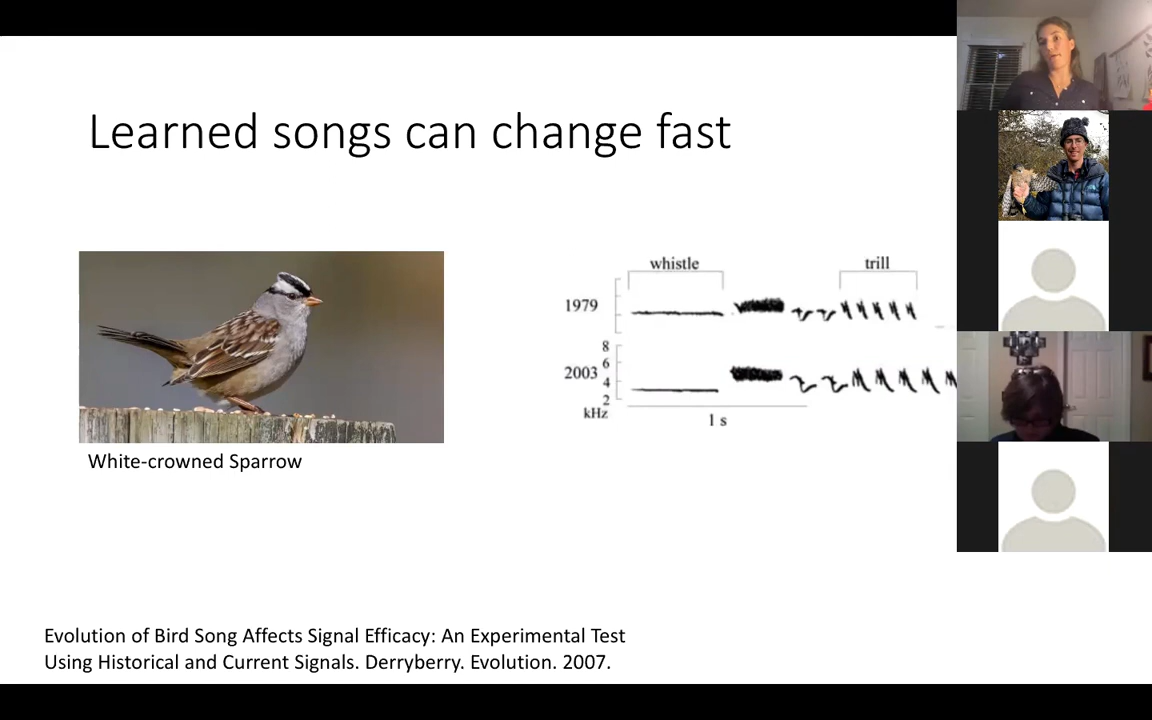 Learned songs can change fast
whistle
trill
1979
8
6
2003 4
2
kHz
1 s
White-crowned Sparrow
Evolution of Bird Song Affects Signal Efficacy: An Experimental Test
Using Historical and Current Signals. Derryberry. Evolution. 2007.